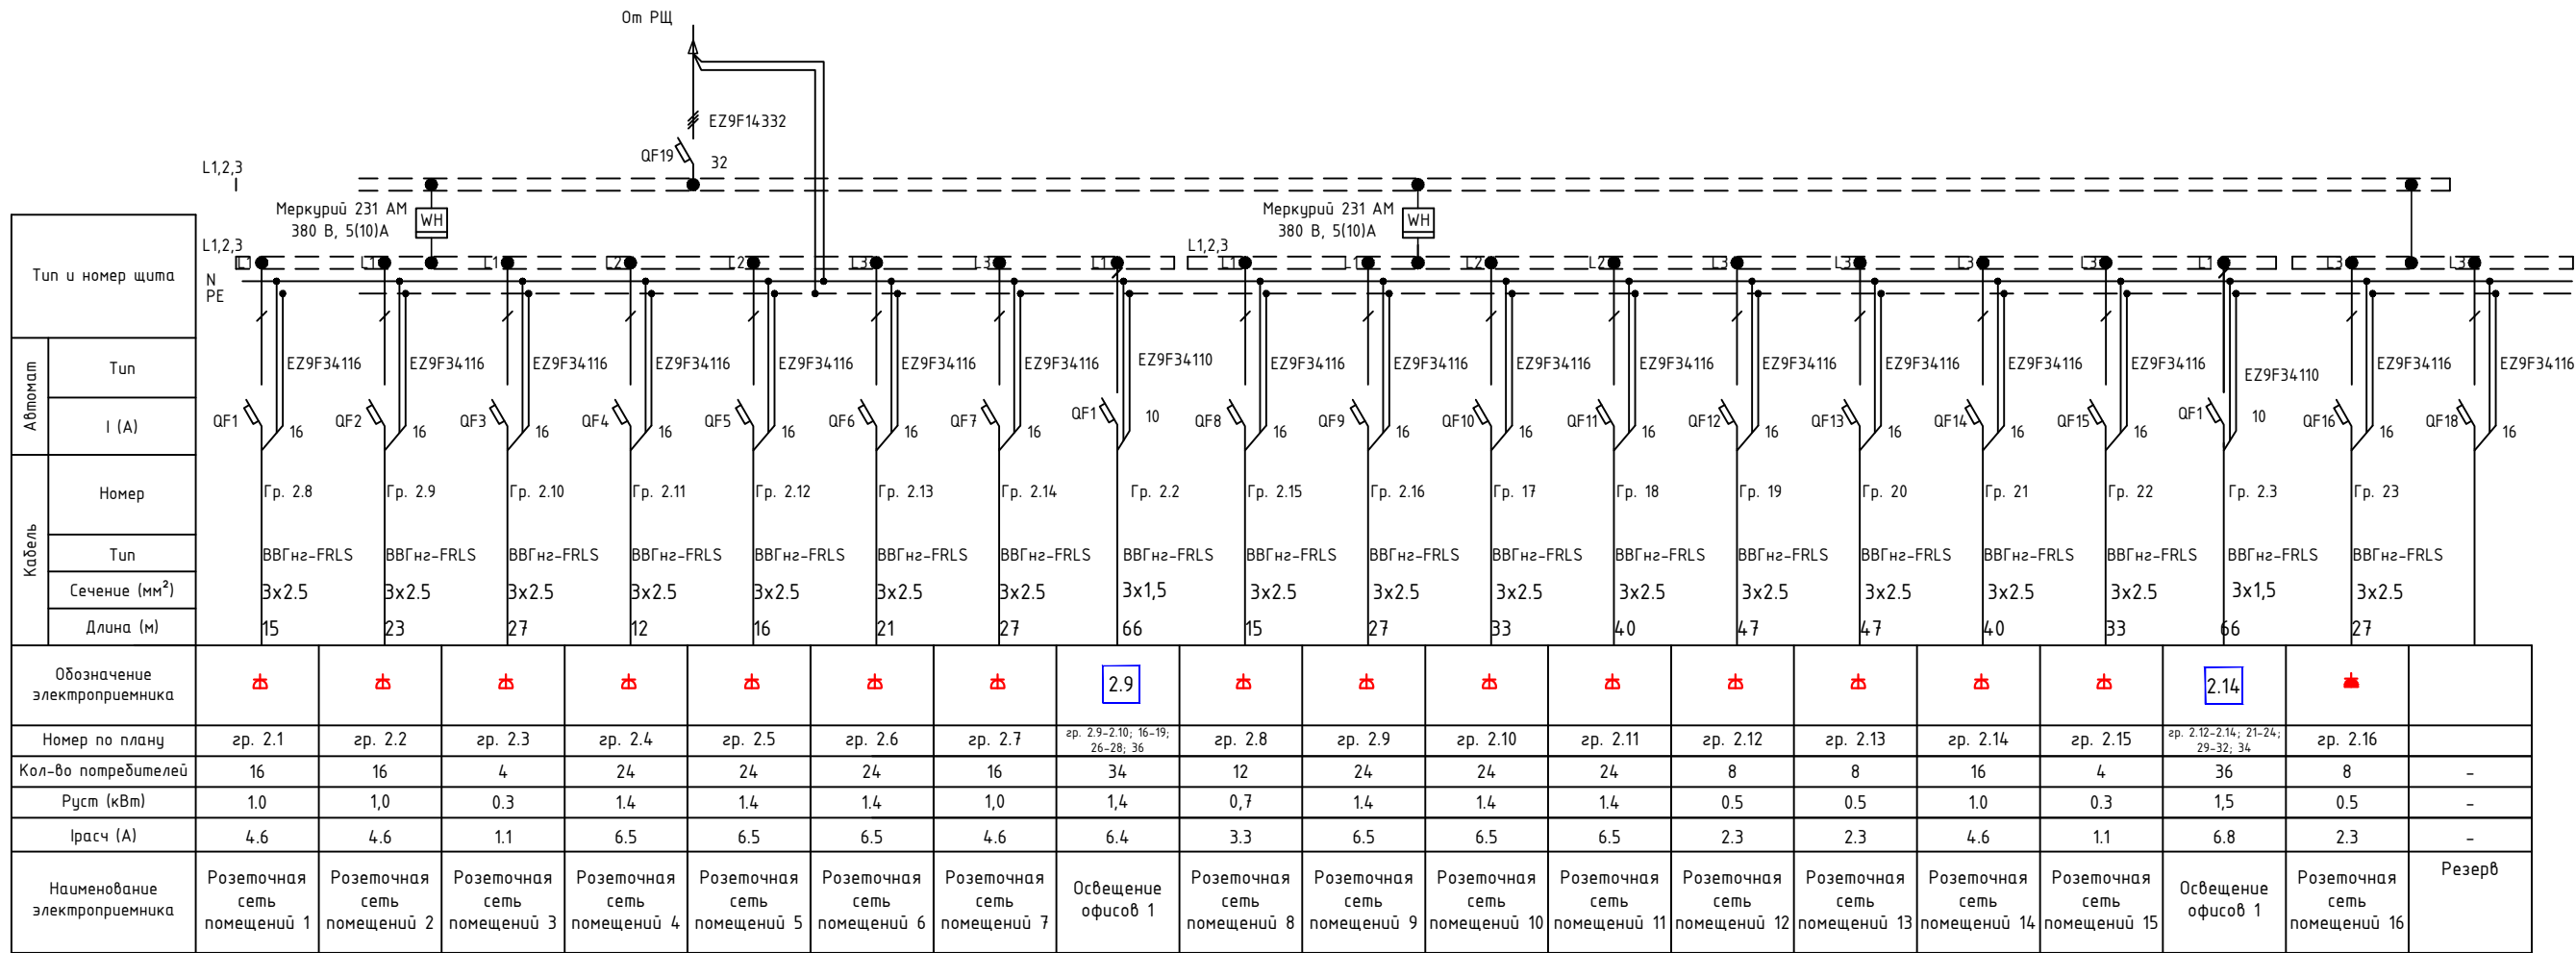 От РЩ
EZ9F14332
QF19
32
L1,2,3
Меркурий 231 АМ
380 В, 5(10)А
WH
Меркурий 231 АМ
380 В, 5(10)А
WH
L1,2,3
L1,2,3
L1 L1 L1 L2 L2 L3 L3 L1 L1 L1 L2 L2 L3 L3 L3 L3 L1 L3 L3
N
PE
Тип и номер щита
Автомат
Тип
EZ9F34116 EZ9F34116 EZ9F34116 EZ9F34116 EZ9F34116 EZ9F34116 EZ9F34116 EZ9F34110 EZ9F34116 EZ9F34116 EZ9F34116 EZ9F34116 EZ9F34116 EZ9F34116 EZ9F34116 EZ9F34116 EZ9F34110 EZ9F34116 EZ9F34116
I (А)
QF1 QF2 QF3 QF4 QF5 QF6 QF7 QF1 QF8 QF9 QF10 QF11 QF12 QF13 QF14 QF15 QF1 QF16 QF18
16 16 16 16 16 16 16 10 16 16 16 16 16 16 16 16 10 16 16
Кабель
Номер
Гр. 2.8 Гр. 2.9 Гр. 2.10 Гр. 2.11 Гр. 2.12 Гр. 2.13 Гр. 2.14 Гр. 2.2 Гр. 2.15 Гр. 2.16 Гр. 17 Гр. 18 Гр. 19 Гр. 20 Гр. 21 Гр. 22 Гр. 2.3 Гр. 23
Тип
ВВГнг-FRLS ВВГнг-FRLS ВВГнг-FRLS ВВГнг-FRLS ВВГнг-FRLS ВВГнг-FRLS ВВГнг-FRLS ВВГнг-FRLS ВВГнг-FRLS ВВГнг-FRLS ВВГнг-FRLS ВВГнг-FRLS ВВГнг-FRLS ВВГнг-FRLS ВВГнг-FRLS ВВГнг-FRLS ВВГнг-FRLS ВВГнг-FRLS
Сечение (мм²)
3х2.5 3х2.5 3х2.5 3х2.5 3х2.5 3х2.5 3х2.5 3х1,5 3х2.5 3х2.5 3х2.5 3х2.5 3х2.5 3х2.5 3х2.5 3х2.5 3х1,5 3х2.5
Длина (м)
15 23 27 12 16 21 27 66 15 27 33 40 47 47 40 33 66 27
Обозначение
электроприемника
2.9 2.14
Номер по плану
гр. 2.1 гр. 2.2 гр. 2.3 гр. 2.4 гр. 2.5 гр. 2.6 гр. 2.7
гр. 2.9-2.10; 16-19;
26-28; 36
гр. 2.8 гр. 2.9 гр. 2.10 гр. 2.11 гр. 2.12 гр. 2.13 гр. 2.14 гр. 2.15
гр. 2.12-2.14; 21-24;
29-32; 34
гр. 2.16
Кол-во потребителей
16 16 4 24 24 24 16 34 12 24 24 24 8 8 16 4 36 8 -
Руст (кВт)
1.0 1,0 0.3 1.4 1.4 1.4 1,0 1,4 0,7 1.4 1.4 1.4 0.5 0.5 1.0 0.3 1,5 0.5 -
Iрасч (А)
4.6 4.6 1.1 6.5 6.5 6.5 4.6 6.4 3.3 6.5 6.5 6.5 2.3 2.3 4.6 1.1 6.8 2.3 -
Наименование
электроприемника
Розеточная
сеть
помещений 1
Розеточная
сеть
помещений 2
Розеточная
сеть
помещений 3
Розеточная
сеть
помещений 4
Розеточная
сеть
помещений 5
Розеточная
сеть
помещений 6
Розеточная
сеть
помещений 7
Освещение
офисов 1
Розеточная
сеть
помещений 8
Розеточная
сеть
помещений 9
Розеточная
сеть
помещений 10
Розеточная
сеть
помещений 11
Розеточная
сеть
помещений 12
Розеточная
сеть
помещений 13
Розеточная
сеть
помещений 14
Розеточная
сеть
помещений 15
Освещение
офисов 1
Розеточная
сеть
помещений 16
Резерв